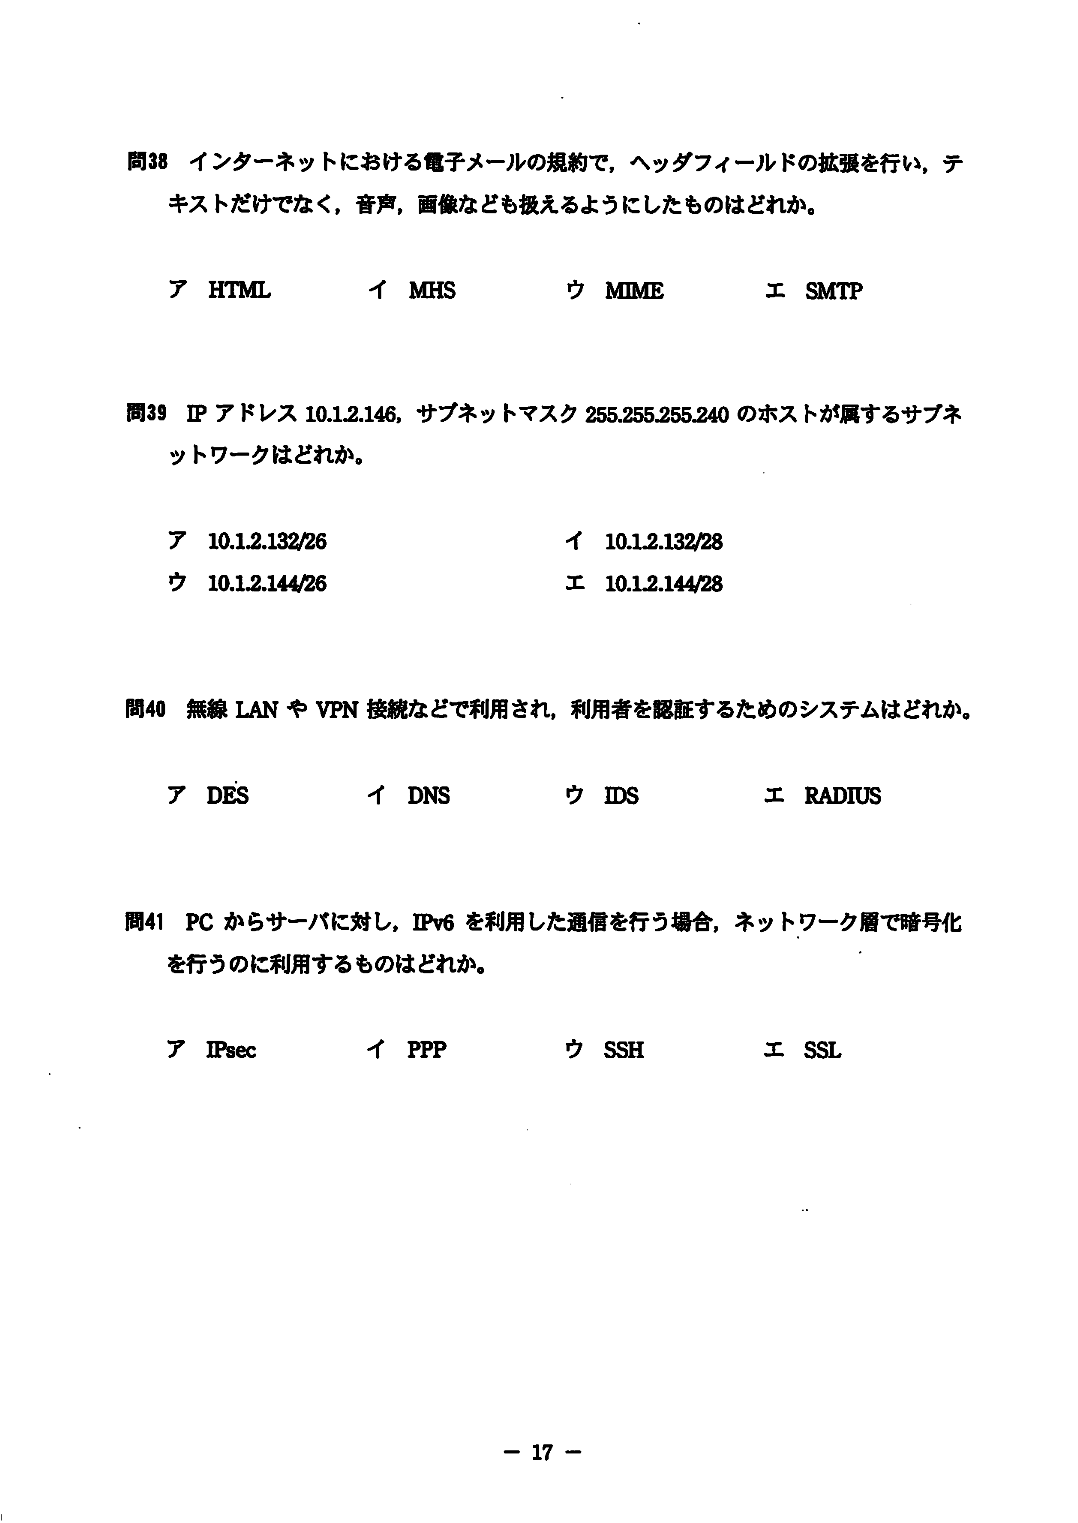 問38　インターネットにおける電子メールの規約で，ヘッダフィールドの拡張を行い，テ
キストだけでなく，音声，画像なども扱えるようにしたものはどれか。
ア　HTML　イ　MHS　ウ　MIME　エ　SMTP
問39　IP アドレス 10.1.2.146，サブネットマスク 255.255.255.240 のホストが属するサブネ
ットワークはどれか。
ア　10.1.2.132/26　イ　10.1.2.132/28
ウ　10.1.2.144/26　エ　10.1.2.144/28
問40　無線 LAN や VPN 接続などで利用され，利用者を認証するためのシステムはどれか。
ア　DES　イ　DNS　ウ　IDS　エ　RADIUS
問41　PC からサーバに対し，IPv6 を利用した通信を行う場合，ネットワーク層で暗号化
を行うのに利用するものはどれか。
ア　IPsec　イ　PPP　ウ　SSH　エ　SSL
− 17 −